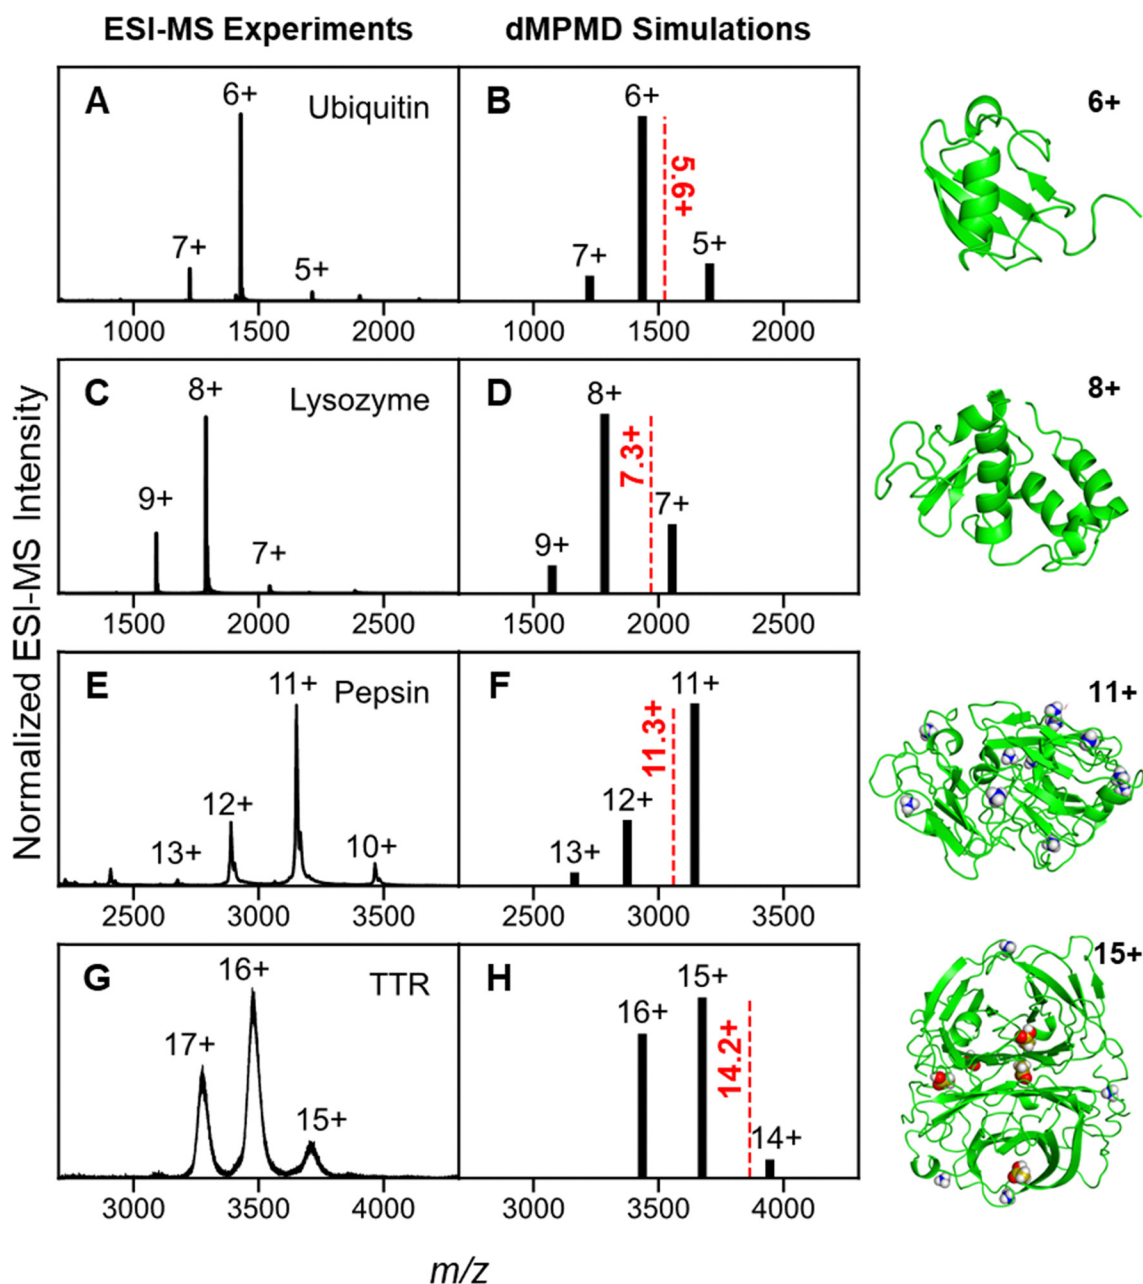 ESI-MS Experiments
dMPMD Simulations
Normalized ESI-MS Intensity
A
Ubiquitin
6+
7+
5+
1000 1500 2000
B
6+
5.6+
7+
5+
1000 1500 2000
6+
C
Lysozyme
8+
9+
7+
1500 2000 2500
D
8+
7.3+
9+
7+
1500 2000 2500
8+
E
Pepsin
11+
12+
13+
10+
2500 3000 3500
F
11+
11.3+
12+
13+
2500 3000 3500
11+
G
TTR
16+
17+
15+
3000 3500 4000
H
15+
16+
14.2+
14+
3000 3500 4000
15+
m/z